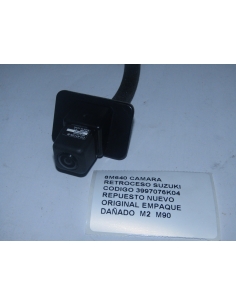 8M840 CAMARA
RETROCESO SUZUKI
CODIGO 3997076K04
REPUESTO NUEVO
ORIGINAL EMPAQUE
DAÑADO M2 M90